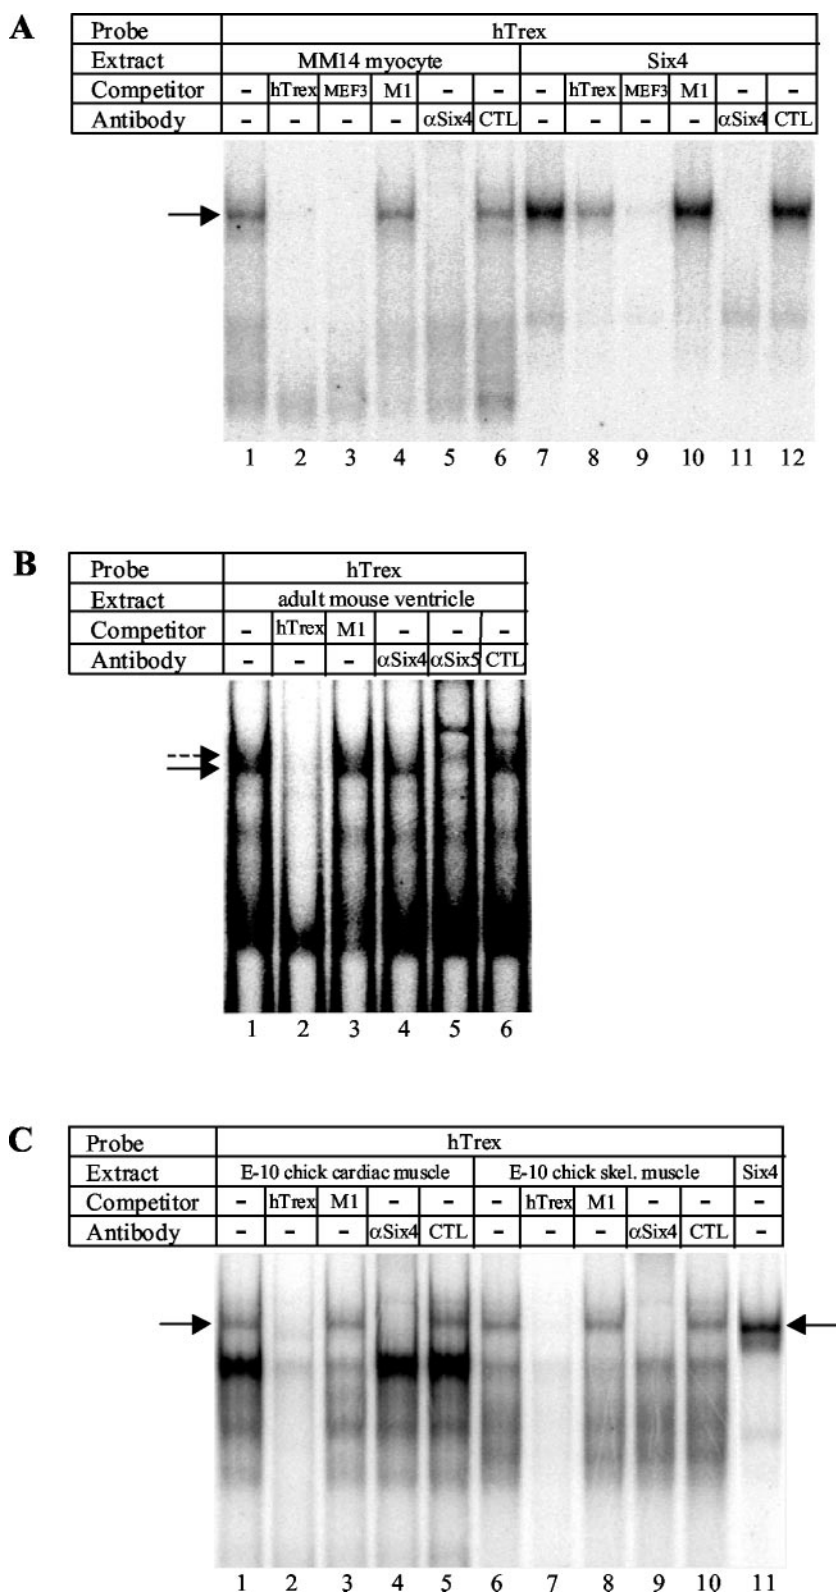 A
Probe hTrex
Extract MM14 myocyte Six4
Competitor - hTrex MEF3 M1 - - - hTrex MEF3 M1 - -
Antibody - - - - αSix4 CTL - - - - αSix4 CTL
1 2 3 4 5 6 7 8 9 10 11 12
B
Probe hTrex
Extract adult mouse ventricle
Competitor - hTrex M1 - - -
Antibody - - - αSix4 αSix5 CTL
1 2 3 4 5 6
C
Probe hTrex
Extract E-10 chick cardiac muscle E-10 chick skel. muscle Six4
Competitor - hTrex M1 - - - hTrex M1 - - -
Antibody - - - αSix4 CTL - - - αSix4 CTL -
1 2 3 4 5 6 7 8 9 10 11